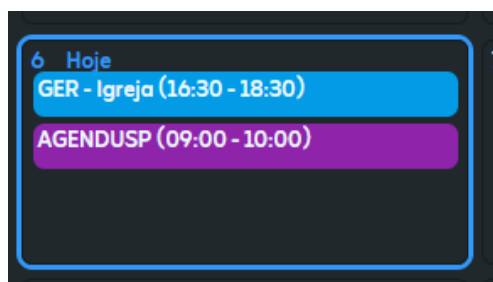 6 Hoje
GER - Igreja (16:30 - 18:30)
AGENDUSP (09:00 - 10:00)